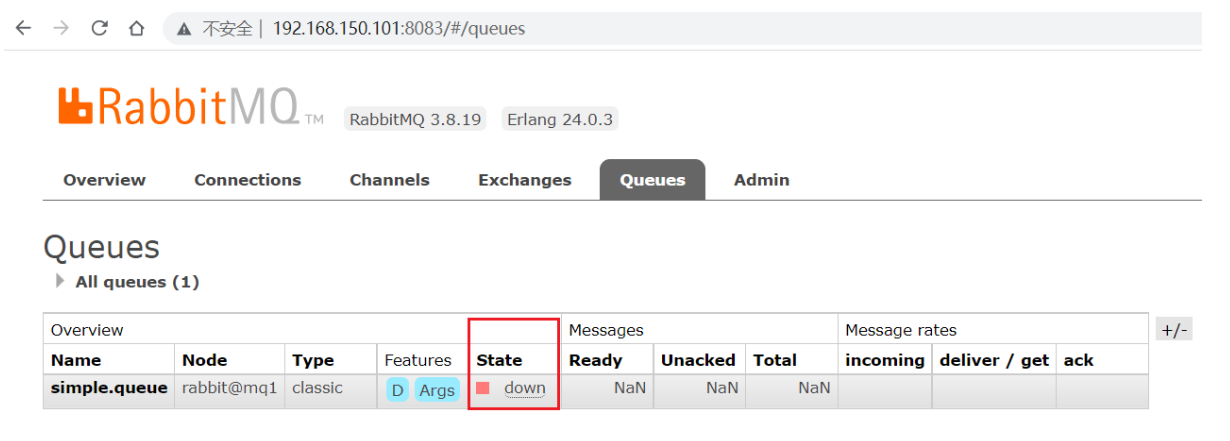 不安全 | 192.168.150.101:8083/#/queues
RabbitMQ TM RabbitMQ 3.8.19 Erlang 24.0.3
Overview Connections Channels Exchanges Queues Admin
Queues
All queues (1)
Overview Messages Message rates +/-
Name Node Type Features State Ready Unacked Total incoming deliver / get ack
simple.queue rabbit@mq1 classic D Args down NaN NaN NaN